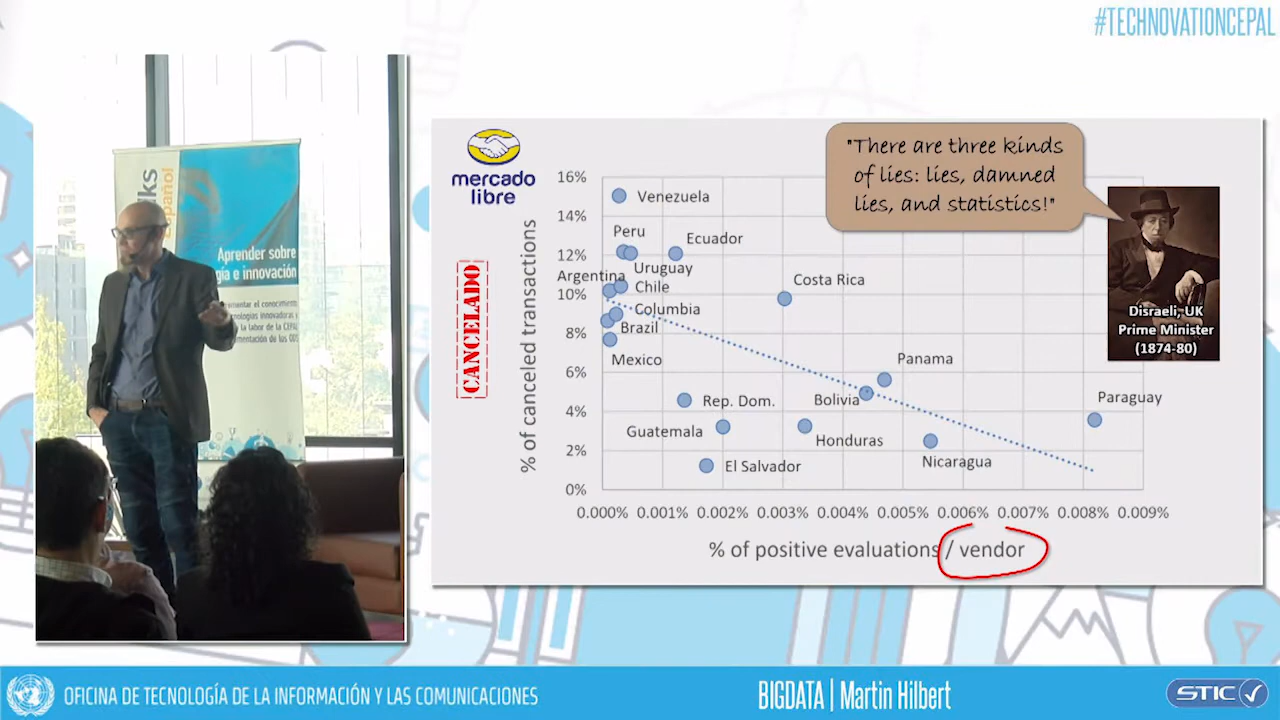 #TECHNOVATIONCEPAL
ks
español
Aprender sobre
gía e innovación
mercado
libre
"There are three kinds
of lies: lies, damned
lies, and statistics!"
Disraeli, UK
Prime Minister
(1874-80)
CANCELADO
% of canceled transactions
16%
14%
12%
10%
8%
6%
4%
2%
0%
Venezuela
Peru
Ecuador
Uruguay
Argentina
Chile
Costa Rica
Columbia
Brazil
Mexico
Panama
Rep. Dom.
Bolivia
Paraguay
Guatemala
Honduras
El Salvador
Nicaragua
0.000% 0.001% 0.002% 0.003% 0.004% 0.005% 0.006% 0.007% 0.008% 0.009%
% of positive evaluations / vendor
OFICINA DE TECNOLOGÍA DE LA INFORMACIÓN Y LAS COMUNICACIONES
BIGDATA | Martin Hilbert
STIC